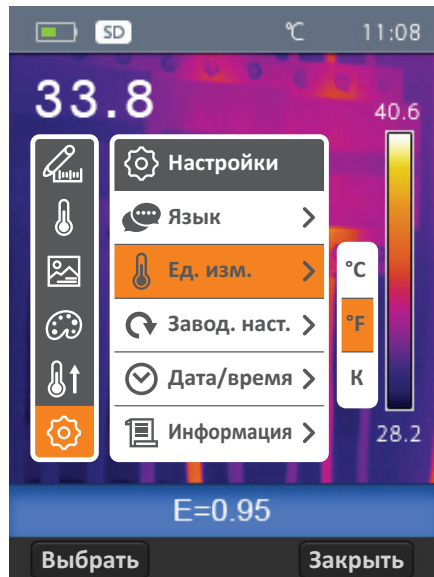 SD ℃ 11:08
33.8
40.6
Настройки
Язык
Ед. изм.
°C
Завод. наст.
°F
Дата/время
К
Информация
28.2
E=0.95
Выбрать Закрыть